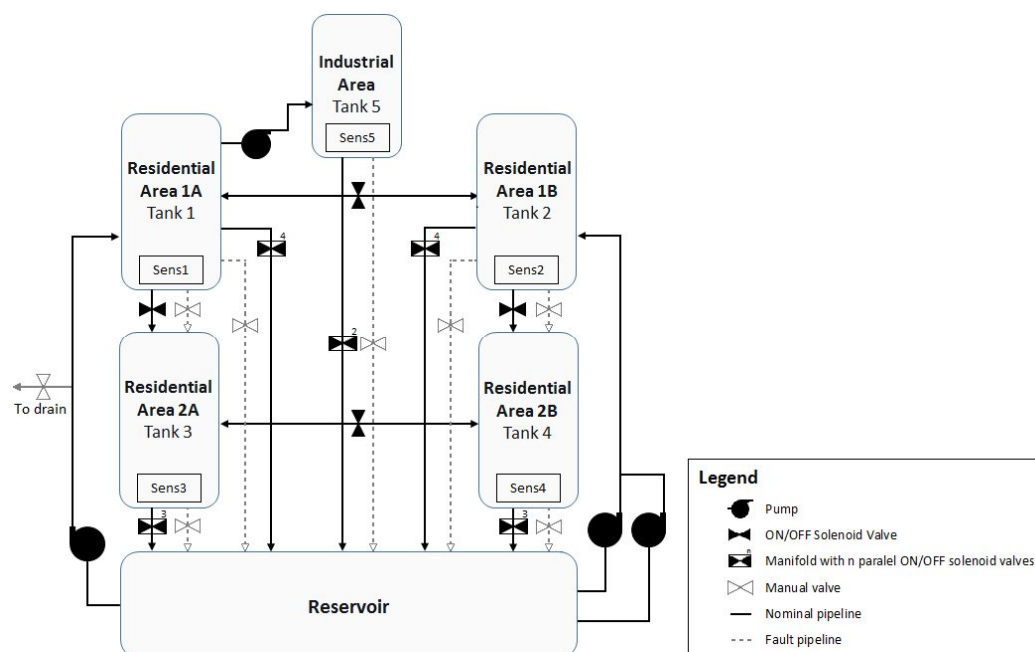 Industrial
Area
Tank 5
Sens5
Residential
Area 1A
Tank 1
Sens1
4
Residential
Area 1B
Tank 2
Sens2
4
2
To drain
Residential
Area 2A
Tank 3
Sens3
3
Residential
Area 2B
Tank 4
Sens4
3
Reservoir
Legend
Pump
ON/OFF Solenoid Valve
n
Manifold with n paralel ON/OFF solenoid valves
Manual valve
Nominal pipeline
Fault pipeline